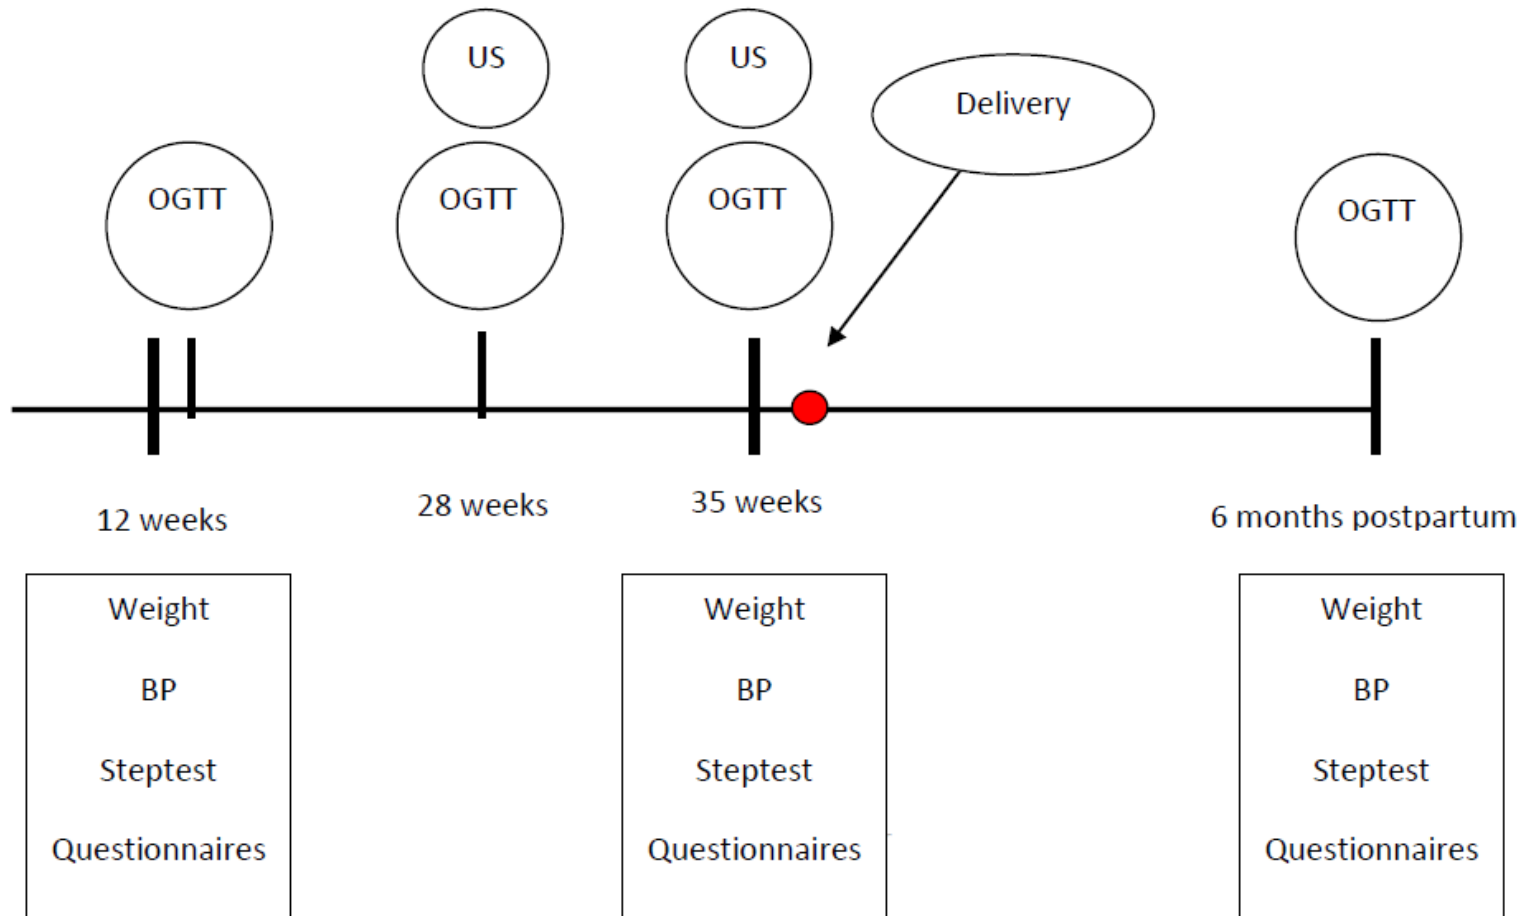 US
US
Delivery
OGTT
OGTT
OGTT
OGTT
12 weeks
28 weeks
35 weeks
6 months postpartum
Weight
BP
Steptest
Questionnaires
Weight
BP
Steptest
Questionnaires
Weight
BP
Steptest
Questionnaires